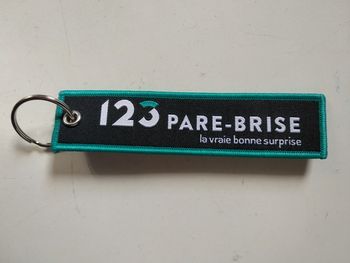 123 PARE-BRISE
la vraie bonne surprise